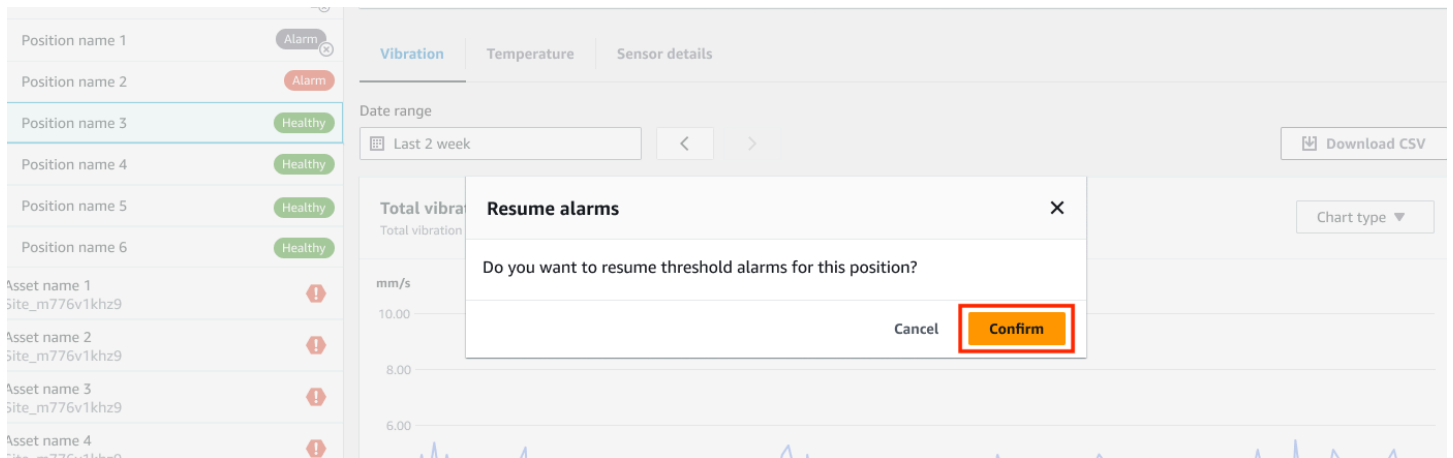 Position name 1 Alarm
Position name 2 Alarm
Position name 3 Healthy
Position name 4 Healthy
Position name 5 Healthy
Position name 6 Healthy
Asset name 1
Site_m776v1khz9
Asset name 2
Site_m776v1khz9
Asset name 3
Site_m776v1khz9
Asset name 4
Vibration Temperature Sensor details
Date range
Last 2 week
Download CSV
Total vibra
Total vibration
Chart type
Resume alarms
Do you want to resume threshold alarms for this position?
Cancel Confirm
mm/s
10.00
8.00
6.00